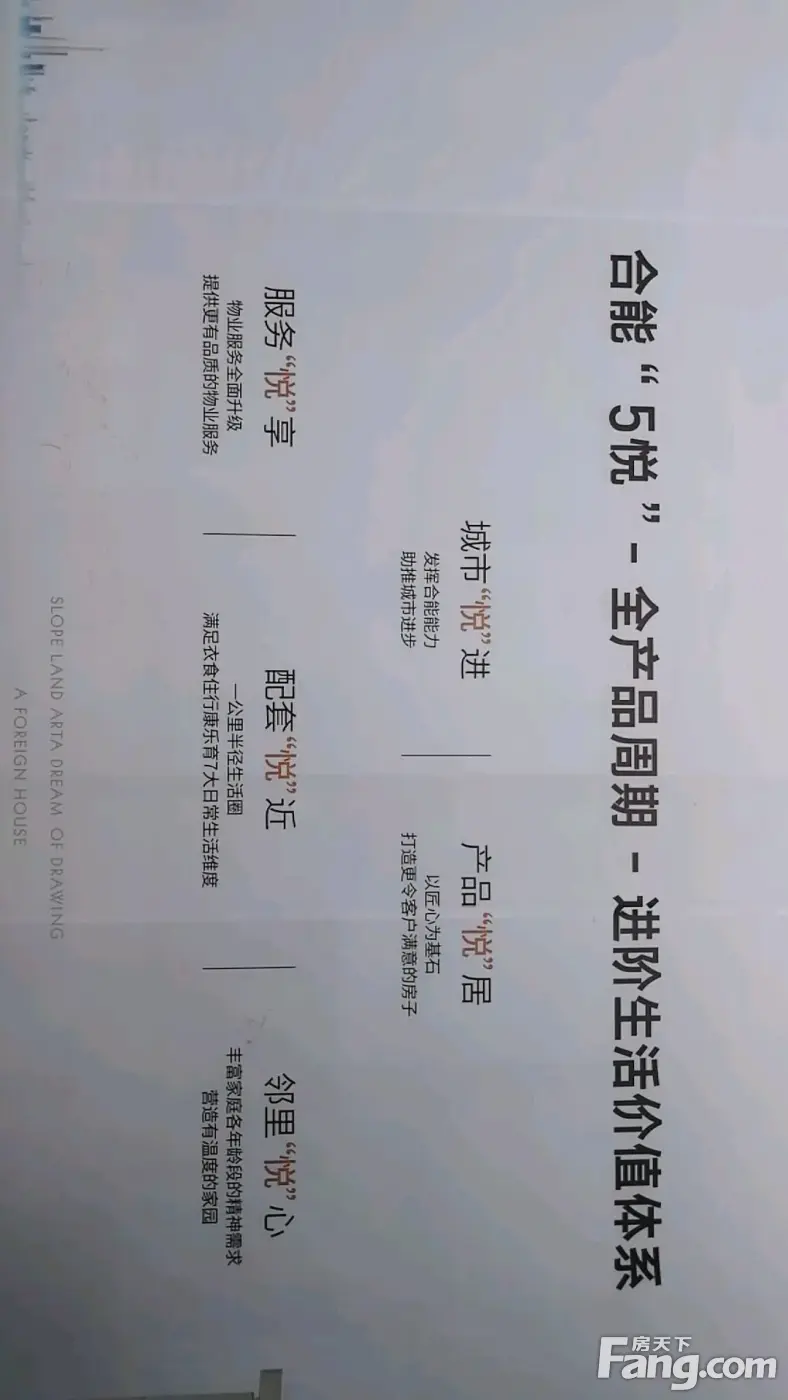 合能“5悦”-全产品周期-进阶生活价值体系
城市“悦”进
发挥合能能力
助推城市进步
产品“悦”居
以匠心为基石
打造更令客户满意的房子
服务“悦”享
物业服务全面升级
提供更有品质的物业服务
配套“悦”近
一公里半径生活圈
满足衣食住行康乐育7大日常生活维度
邻里“悦”心
丰富家庭各年龄段的精神需求
营造有温度的家园
SLOPE LAND ARTA DREAM OF DRAWING
A FOREIGN HOUSE
房天下
Fang.com